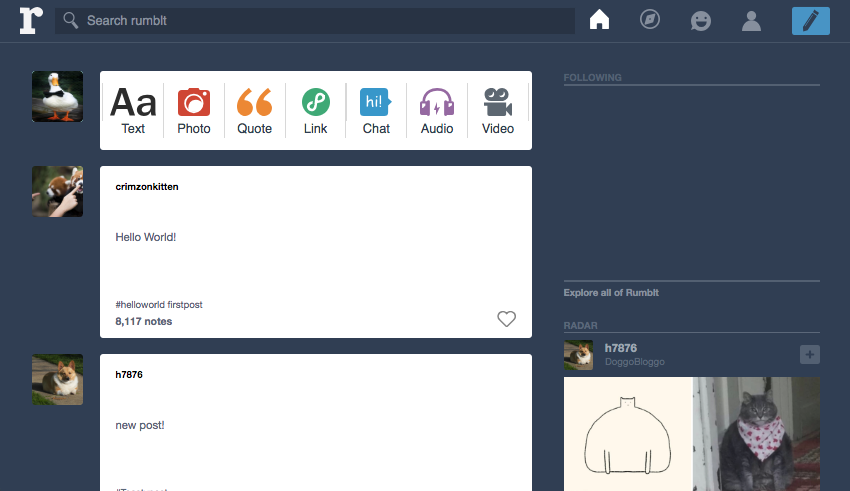 r
Search rumblt
Aa
hi!
Text Photo Quote Link Chat Audio Video
FOLLOWING
crimzonkitten
Hello World!
#helloworld firstpost
8,117 notes
Explore all of Rumblt
RADAR
h7876
DoggoBloggo
h7876
new post!